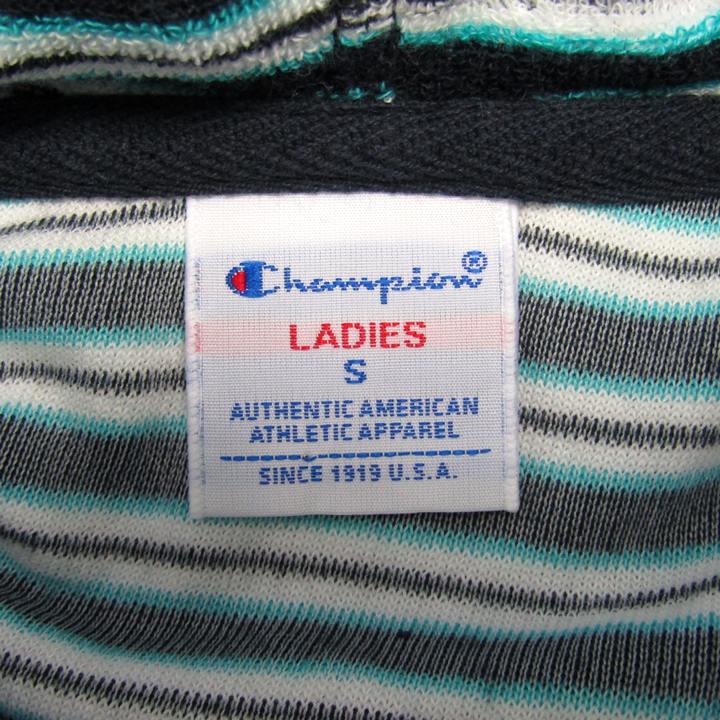 Champion®
LADIES
S
AUTHENTIC AMERICAN
ATHLETIC APPAREL
SINCE 1919 U.S.A.